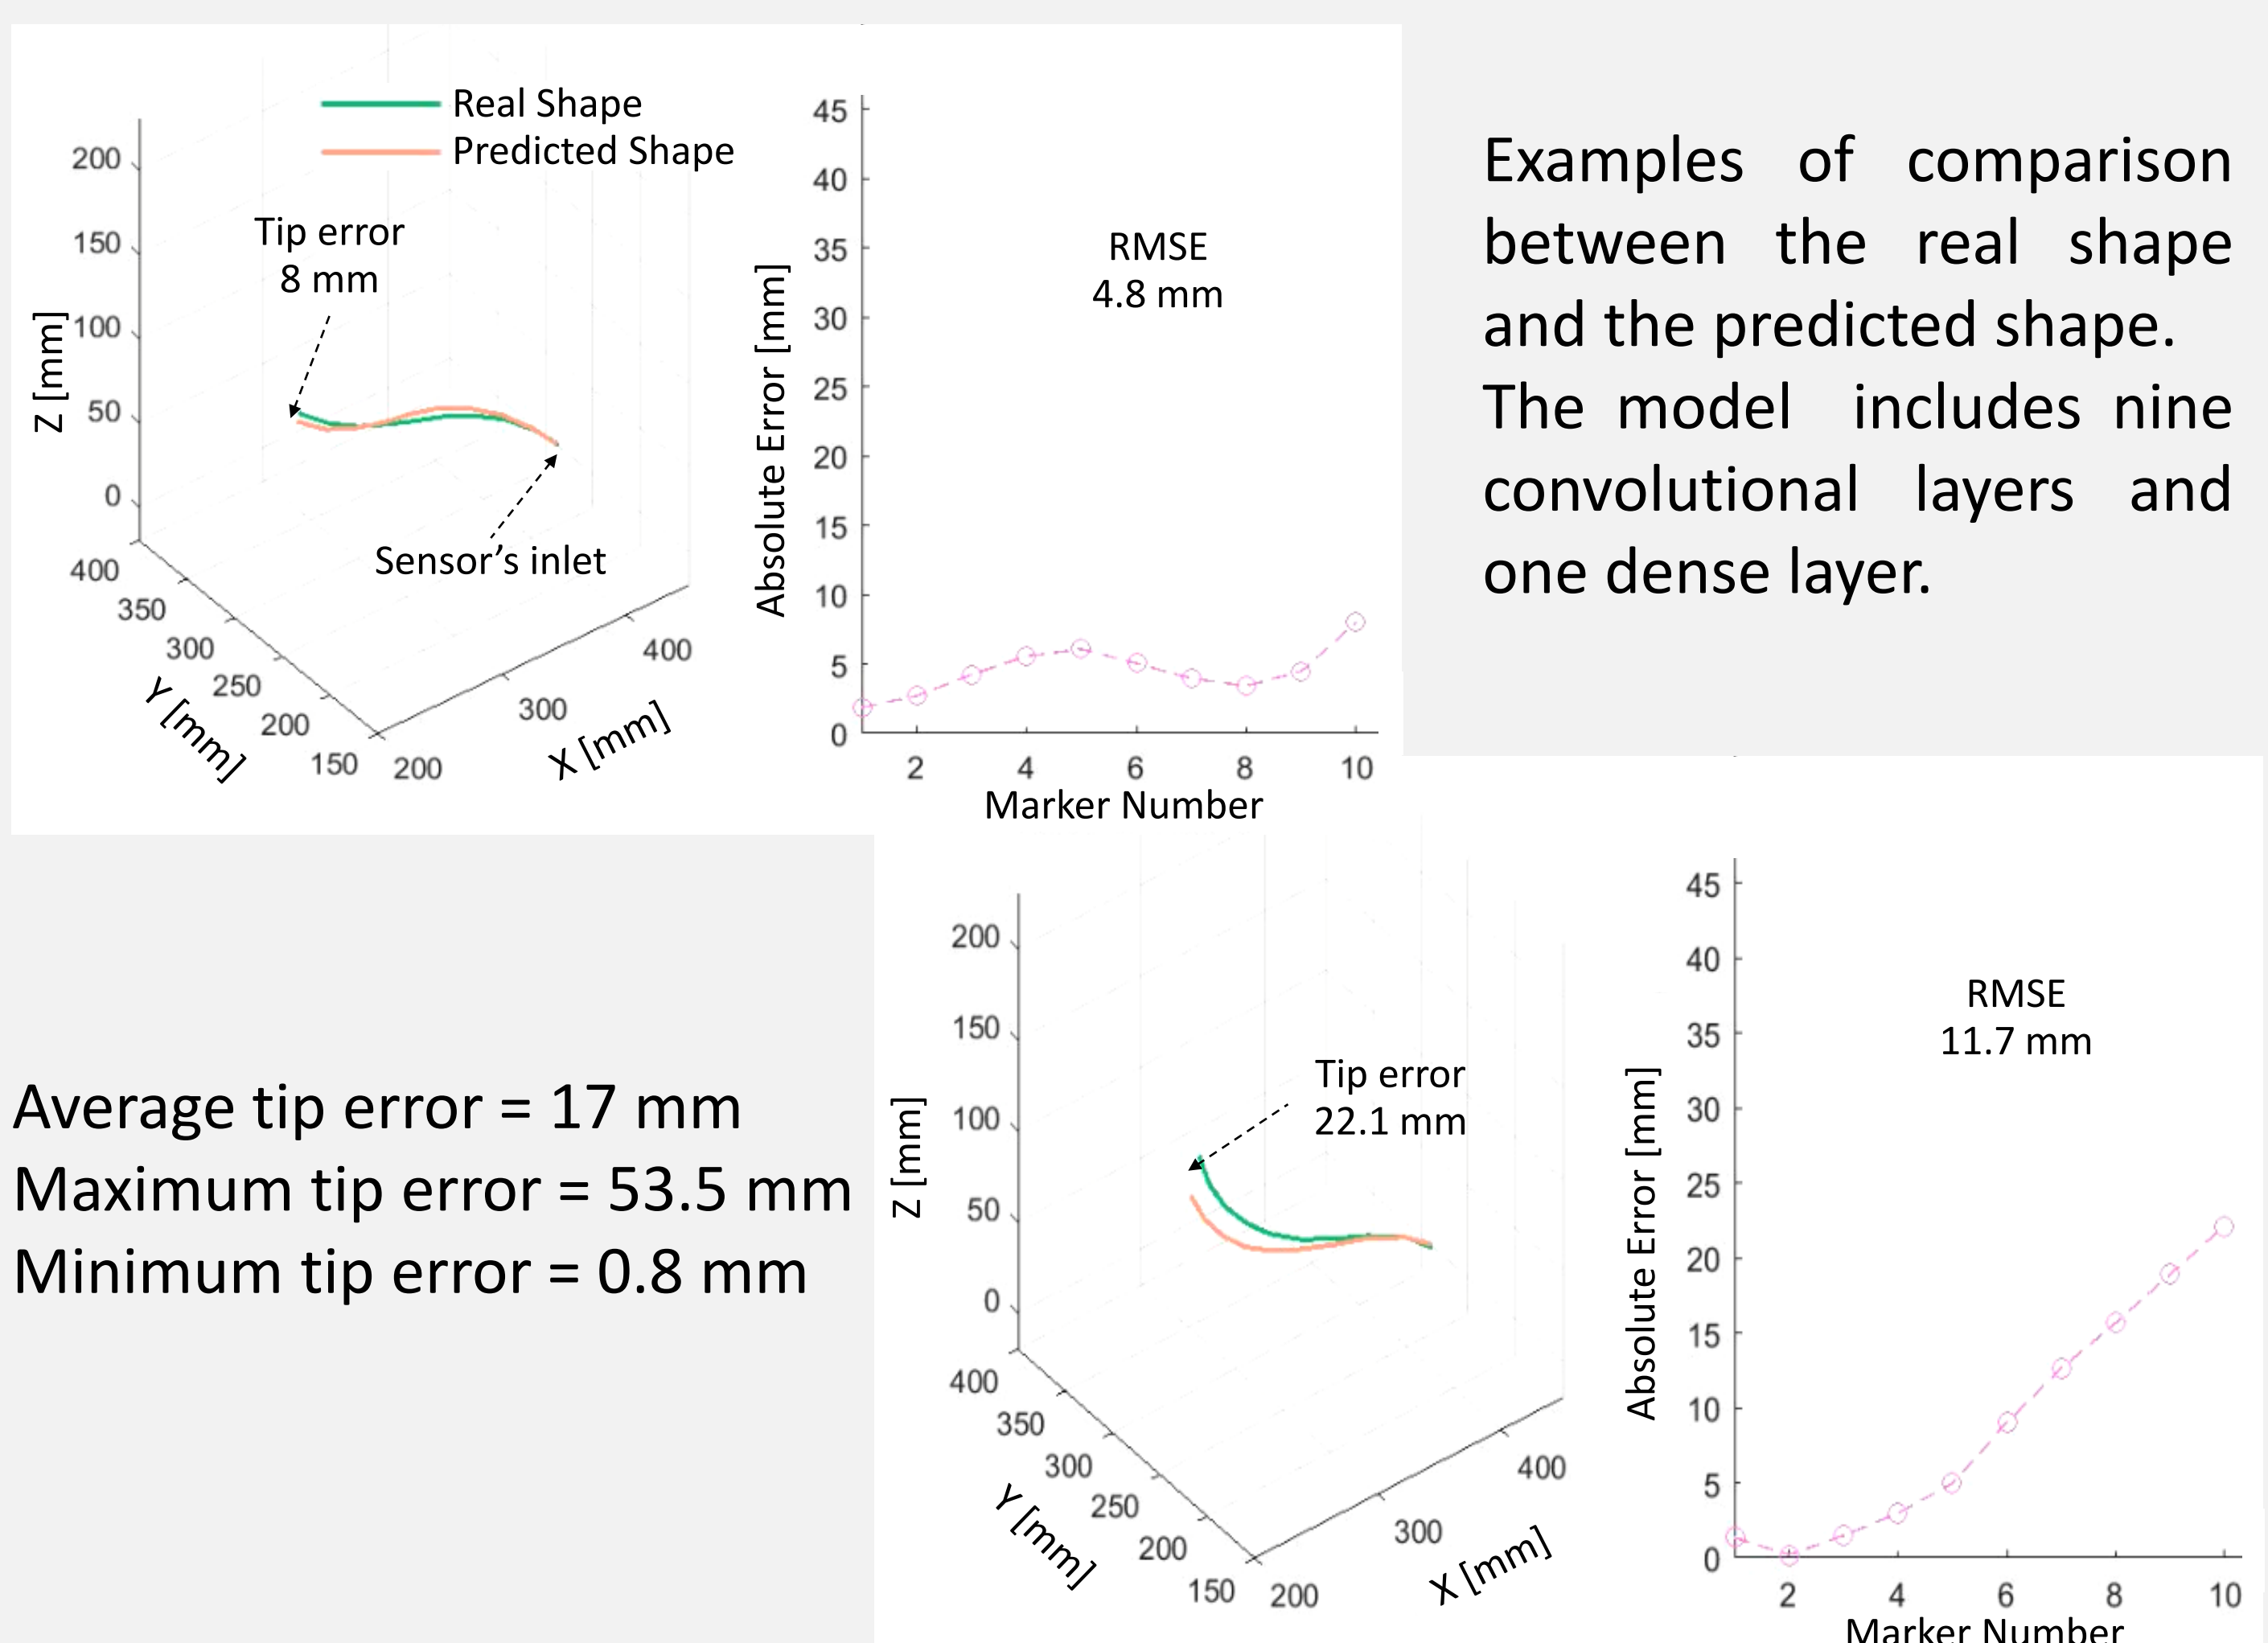 Real Shape
Predicted Shape
Tip error
8 mm
Sensor’s inlet
Z [mm]
200
150
100
50
0
400
350
300
250
200
150
Y [mm]
200
300
400
X [mm]
Absolute Error [mm]
45
40
35
30
25
20
15
10
5
0
RMSE
4.8 mm
2 4 6 8 10
Marker Number
Examples of comparison
between the real shape
and the predicted shape.
The model includes nine
convolutional layers and
one dense layer.
Average tip error = 17 mm
Maximum tip error = 53.5 mm
Minimum tip error = 0.8 mm
Z [mm]
200
150
100
50
0
Tip error
22.1 mm
400
350
300
250
200
150
Y [mm]
200
300
400
X [mm]
Absolute Error [mm]
45
40
35
30
25
20
15
10
5
0
RMSE
11.7 mm
2 4 6 8 10
Marker Number